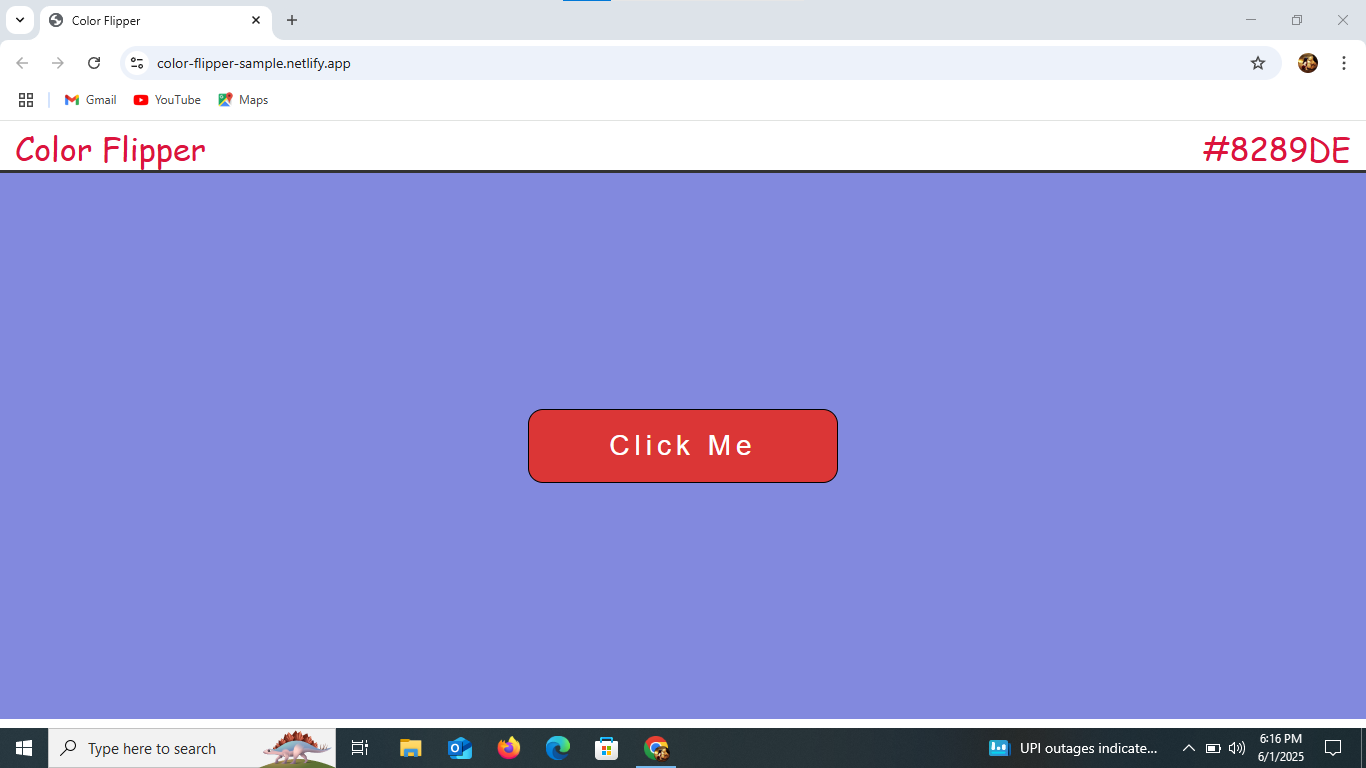 Color Flipper
color-flipper-sample.netlify.app
Gmail YouTube Maps
Color Flipper #8289DE
Click Me
Type here to search UPI outages indicate... 6:16 PM
6/1/2025